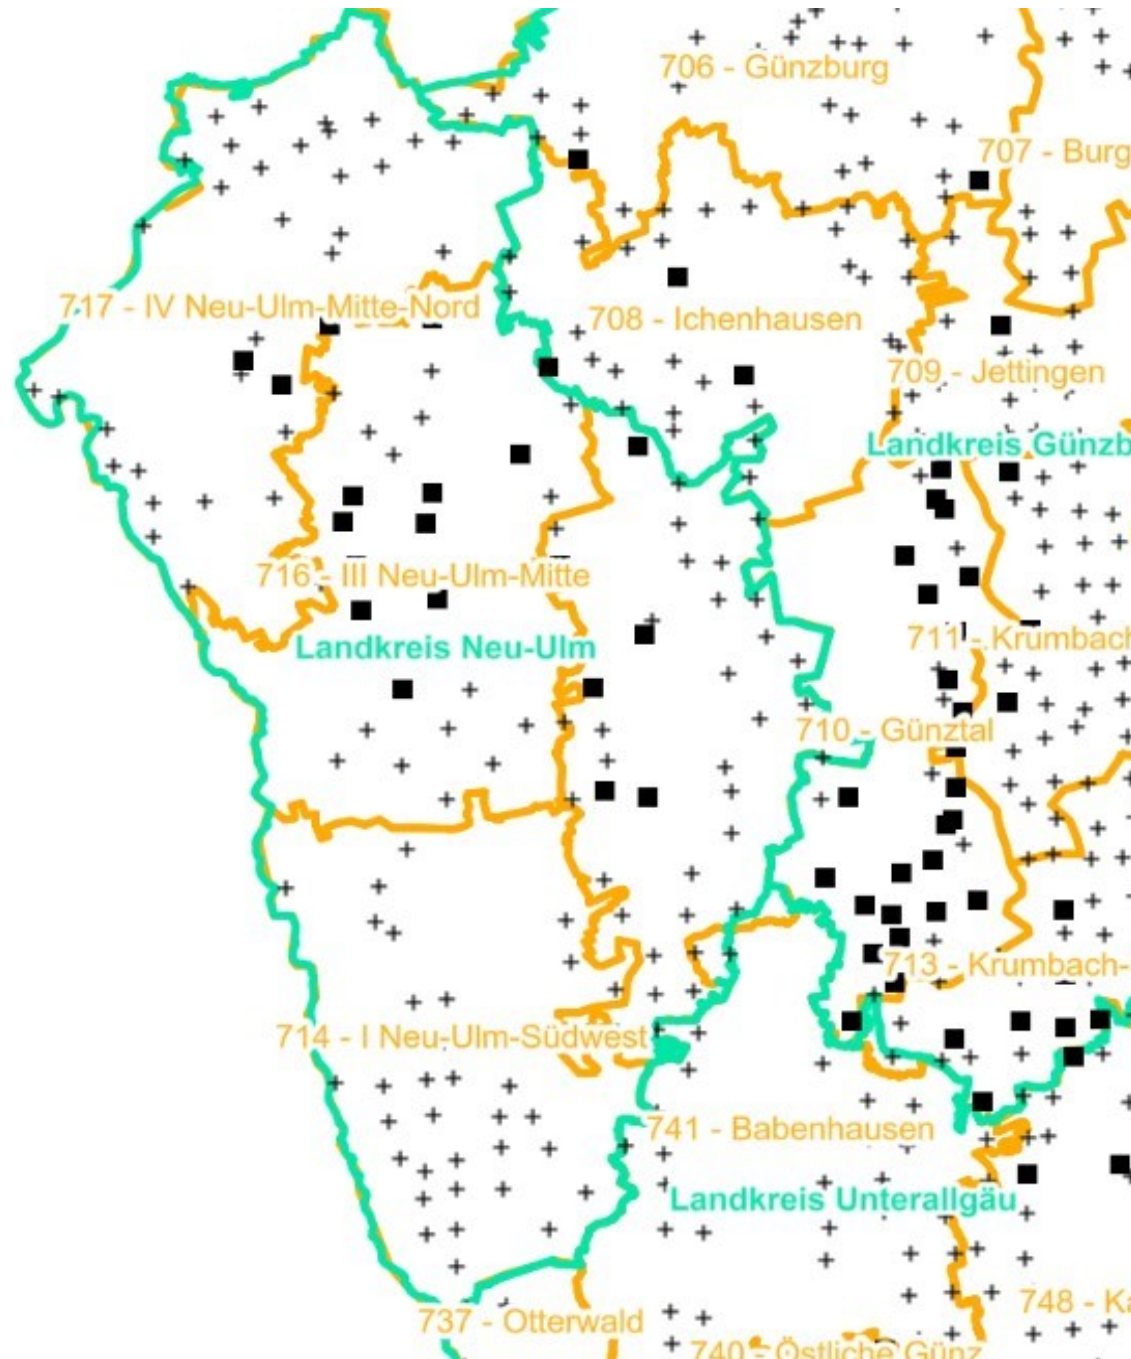 706 - Günzburg
707 - Burg
717 - IV Neu-Ulm-Mitte-Nord
708 - Ichenhausen
709 - Jettingen
Landkreis Günzb
716 - III Neu-Ulm-Mitte
711 - Krumbach
Landkreis Neu-Ulm
710 - Günztal
713 - Krumbach-
714 - I Neu-Ulm-Südwest
741 - Babenhausen
Landkreis Unterallgäu
748 - Ka
737 - Otterwald
740 - Östliche Günz